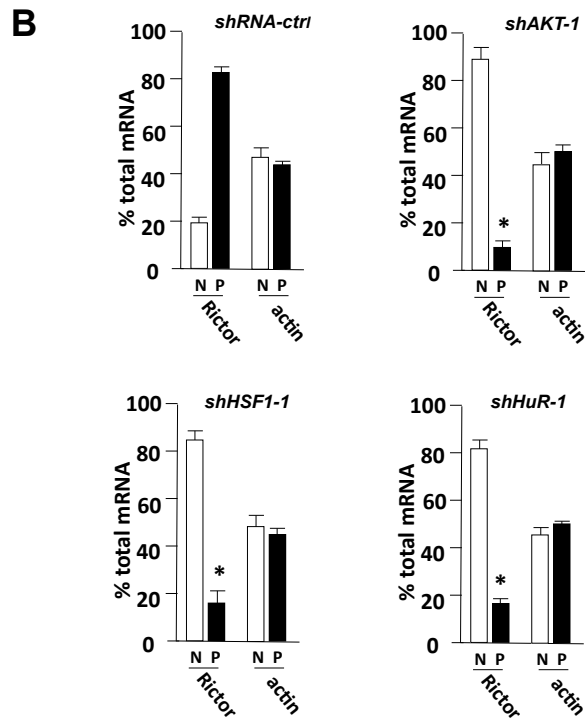 B
shRNA-ctrl
% total mRNA
100
80
60
40
20
0
N P N P
Rictor actin
shAKT-1
% total mRNA
100
80
60
40
20
0
*
N P N P
Rictor actin
shHSF1-1
% total mRNA
100
80
60
40
20
0
*
N P N P
Rictor actin
shHuR-1
% total mRNA
100
80
60
40
20
0
*
N P N P
Rictor actin